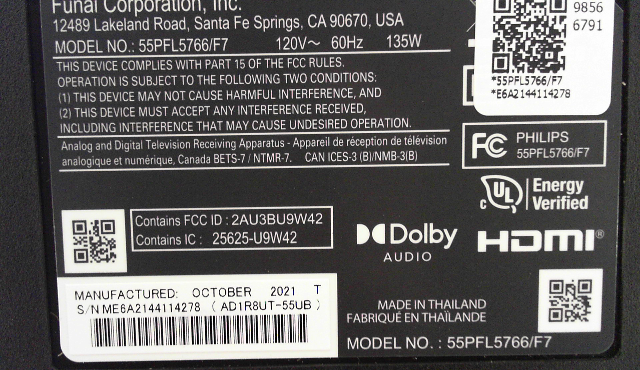 Funai Corporation, Inc.
12489 Lakeland Road, Santa Fe Springs, CA 90670, USA
MODEL NO.: 55PFL5766/F7 120V~ 60Hz 135W
THIS DEVICE COMPLIES WITH PART 15 OF THE FCC RULES.
OPERATION IS SUBJECT TO THE FOLLOWING TWO CONDITIONS:
(1) THIS DEVICE MAY NOT CAUSE HARMFUL INTERFERENCE, AND
(2) THIS DEVICE MUST ACCEPT ANY INTERFERENCE RECEIVED,
INCLUDING INTERFERENCE THAT MAY CAUSE UNDESIRED OPERATION.
Analog and Digital Television Receiving Apparatus - Appareil de réception de télévision
analogique et numérique, Canada BETS-7 / NTMR-7. CAN ICES-3 (B)/NMB-3(B)
9856
6791
*55PFL5766/F7
*E6A2144114278
FC PHILIPS
55PFL5766/F7
c UL Energy
Verified
Contains FCC ID : 2AU3BU9W42
Contains IC : 25625-U9W42
Dolby
AUDIO
HDMI®
MANUFACTURED: OCTOBER 2021 T
S/N ME6A2144114278 ( AD1R8UT-55UB )
MADE IN THAILAND
FABRIQUÉ EN THAÏLANDE
MODEL NO. : 55PFL5766/F7